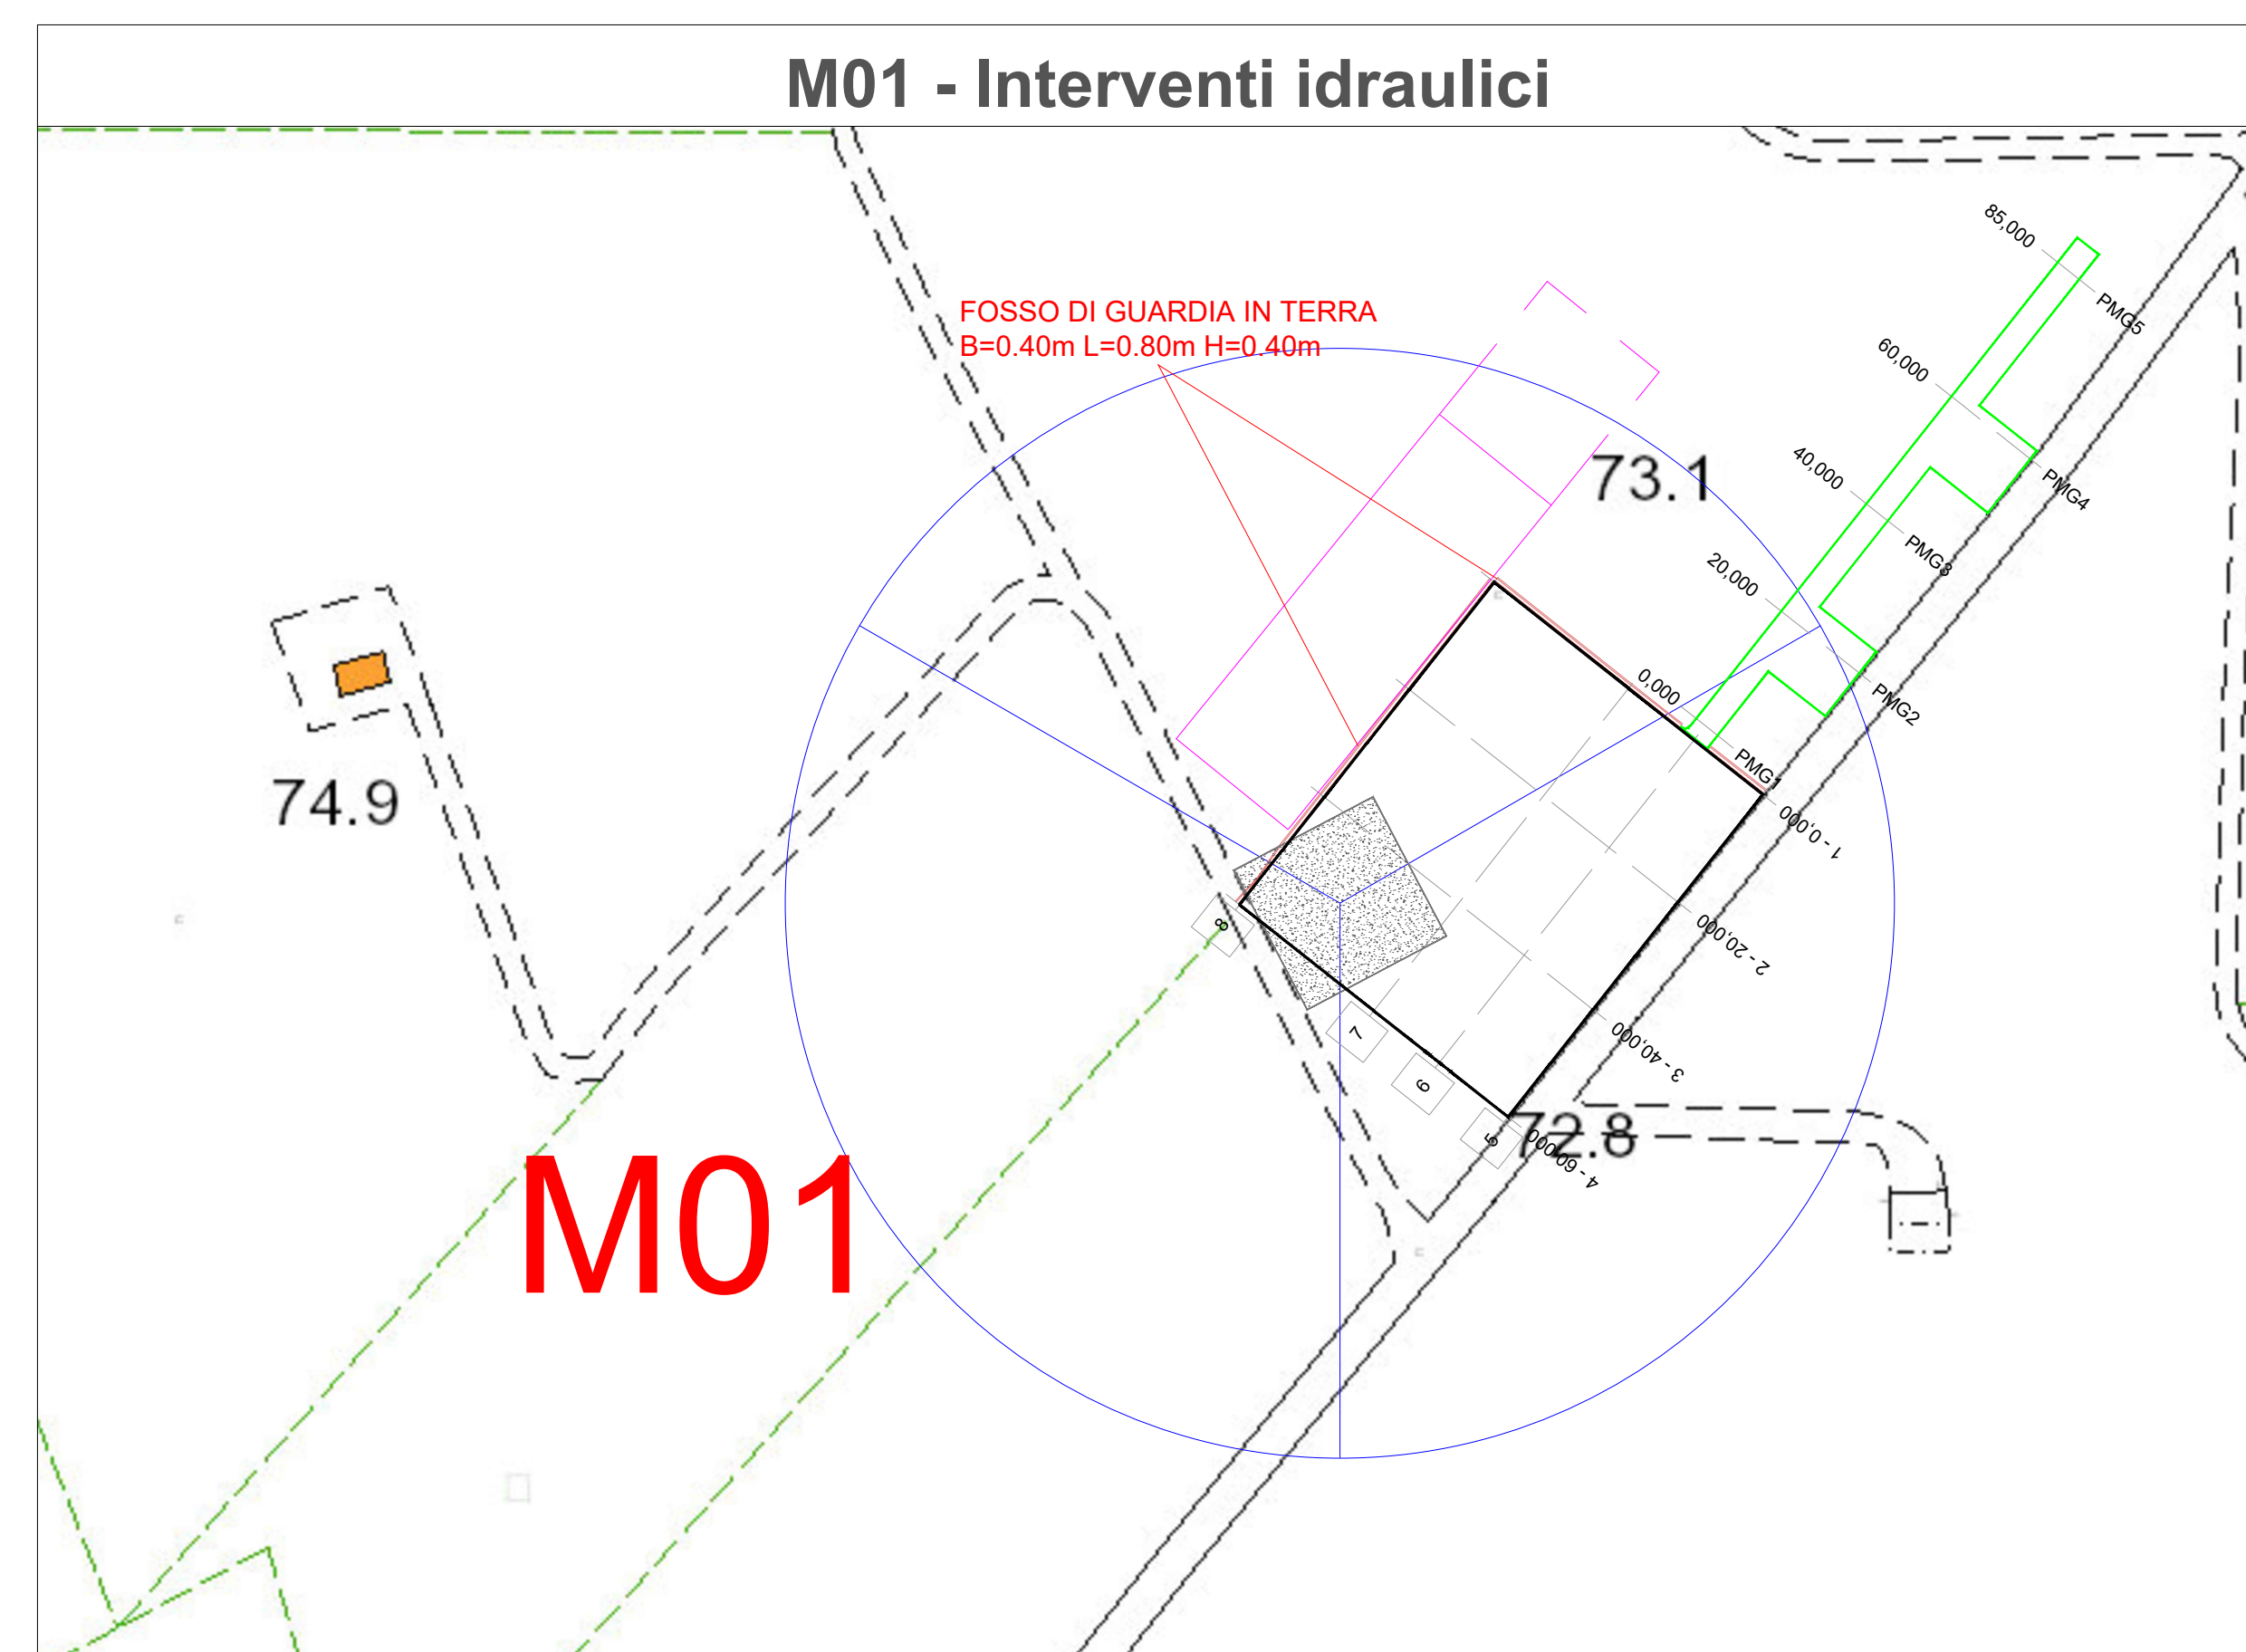 M01 - Interventi idraulici
85,000
PMG5
FOSSO DI GUARDIA IN TERRA
B=0.40m L=0.80m H=0.40m
60,000
73.1
40,000
PMG4
PMG3
20,000
0,000
PMG2
PMG1
74.9
1 - 0,000
2 - 20,000
8
3 - 40,000
7
6
72.8
5
4 - 60,000
M01